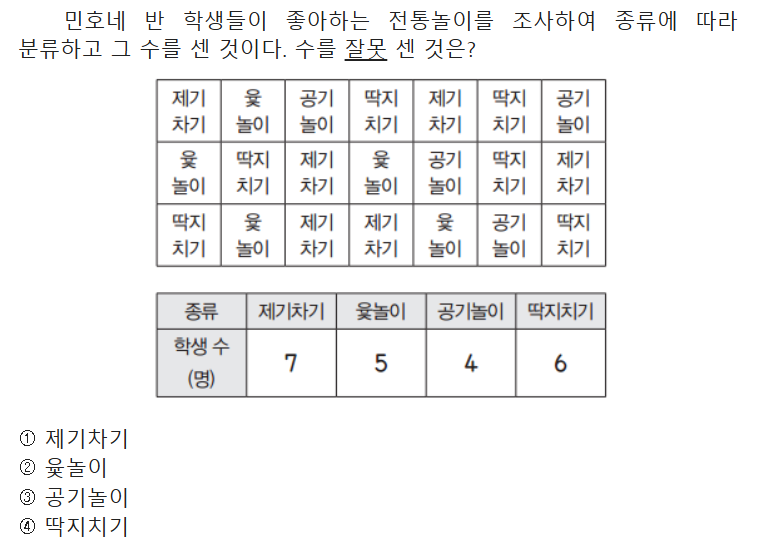 민호네 반 학생들이 좋아하는 전통놀이를 조사하여 종류에 따라
분류하고 그 수를 센 것이다. 수를 잘못 센 것은?
제기차기 윷놀이 공기놀이 딱지치기 제기차기 딱지치기 공기놀이
윷놀이 딱지치기 제기차기 윷놀이 공기놀이 딱지치기 제기차기
딱지치기 윷놀이 제기차기 제기차기 윷놀이 공기놀이 딱지치기
종류 제기차기 윷놀이 공기놀이 딱지치기
학생 수(명) 7 5 4 6
① 제기차기
② 윷놀이
③ 공기놀이
④ 딱지치기